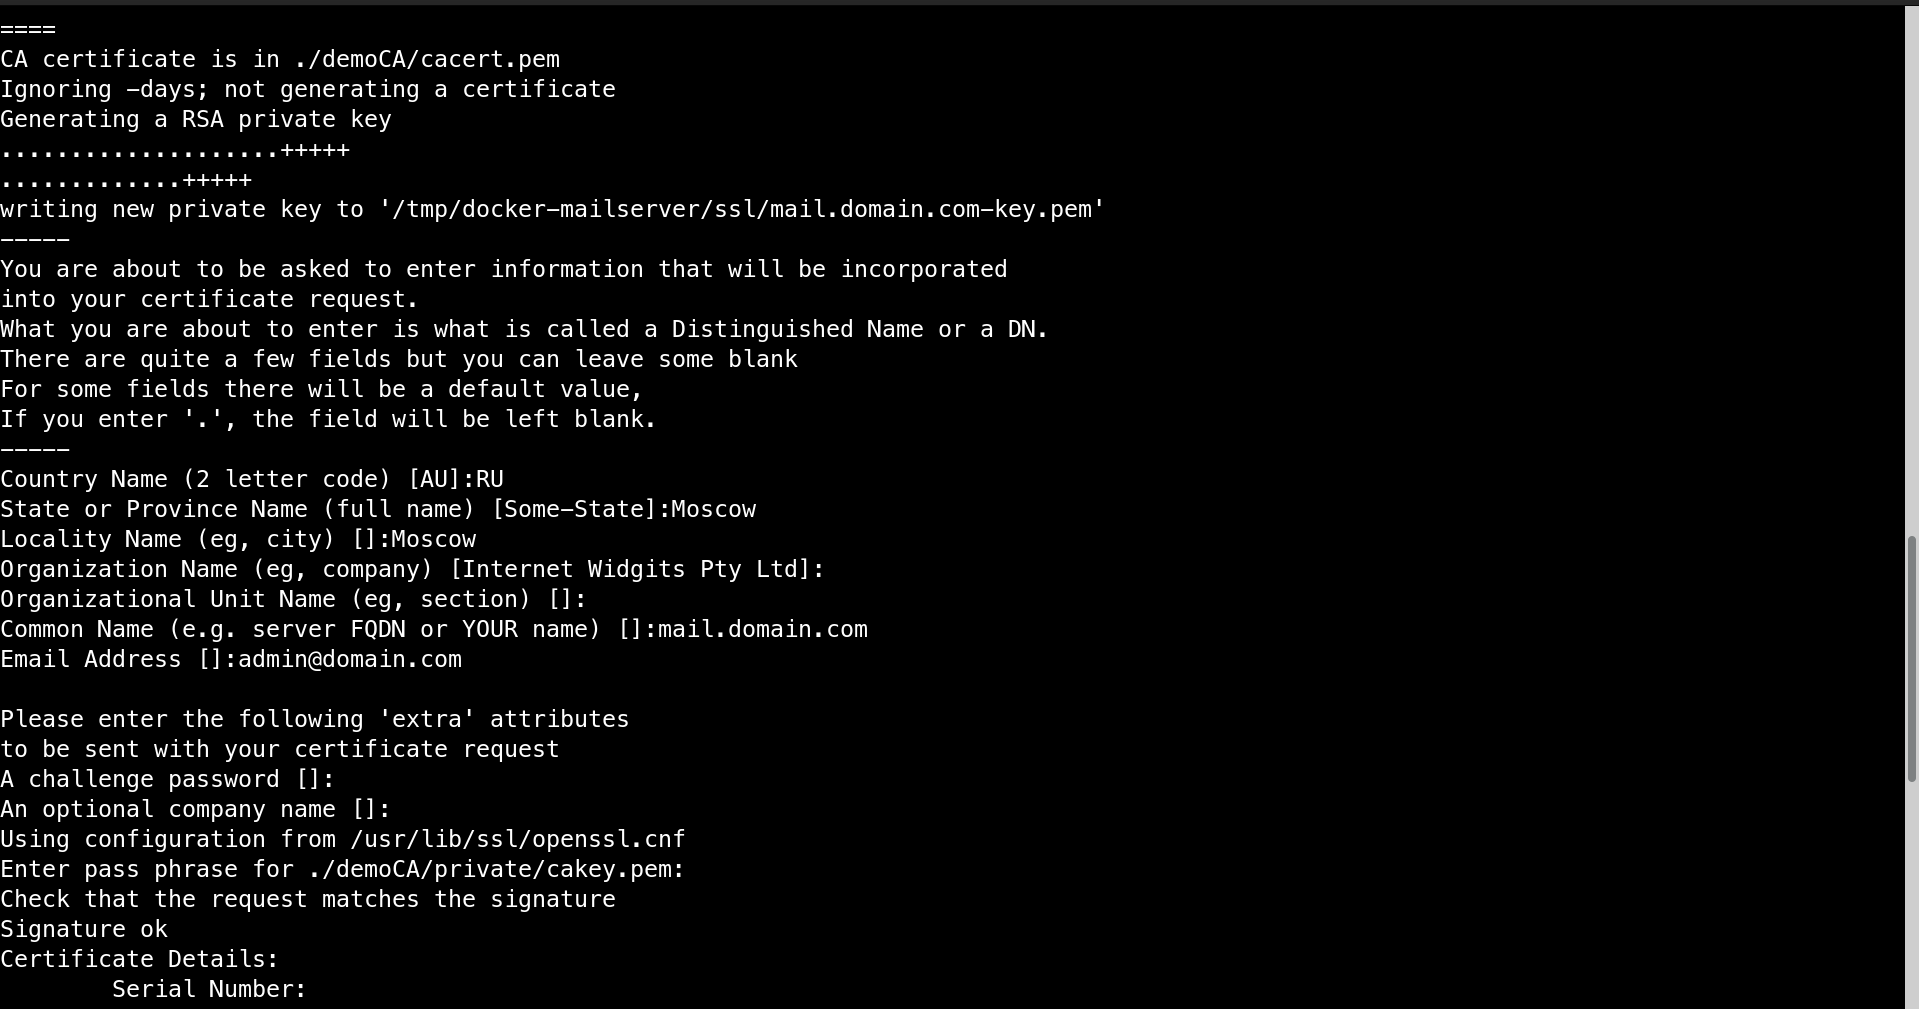 ====
CA certificate is in ./demoCA/cacert.pem
Ignoring -days; not generating a certificate
Generating a RSA private key
....................+++++
.............+++++
writing new private key to '/tmp/docker-mailserver/ssl/mail.domain.com-key.pem'
-----
You are about to be asked to enter information that will be incorporated
into your certificate request.
What you are about to enter is what is called a Distinguished Name or a DN.
There are quite a few fields but you can leave some blank
For some fields there will be a default value,
If you enter '.', the field will be left blank.
-----
Country Name (2 letter code) [AU]:RU
State or Province Name (full name) [Some-State]:Moscow
Locality Name (eg, city) []:Moscow
Organization Name (eg, company) [Internet Widgits Pty Ltd]:
Organizational Unit Name (eg, section) []:
Common Name (e.g. server FQDN or YOUR name) []:mail.domain.com
Email Address []:admin@domain.com

Please enter the following 'extra' attributes
to be sent with your certificate request
A challenge password []:
An optional company name []:
Using configuration from /usr/lib/ssl/openssl.cnf
Enter pass phrase for ./demoCA/private/cakey.pem:
Check that the request matches the signature
Signature ok
Certificate Details:
        Serial Number: